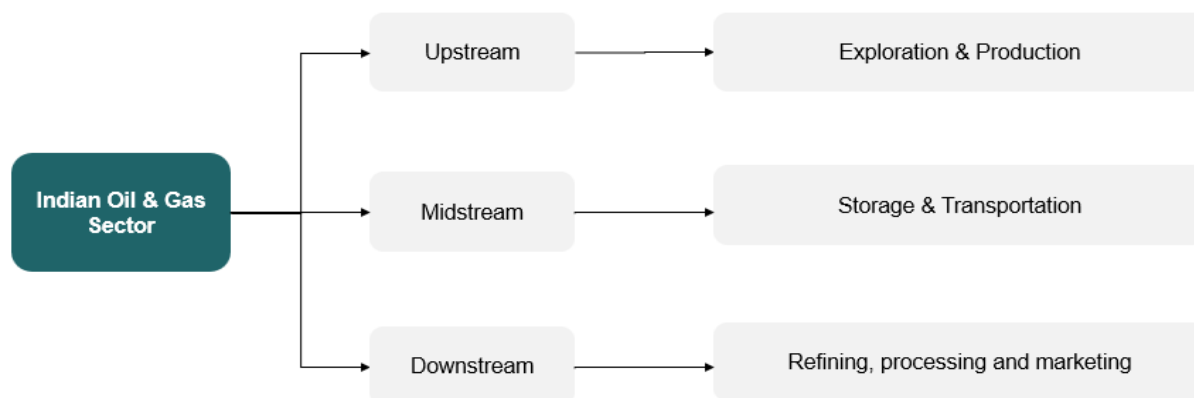 Upstream
Exploration & Production
Indian Oil & Gas
Sector
Midstream
Storage & Transportation
Downstream
Refining, processing and marketing